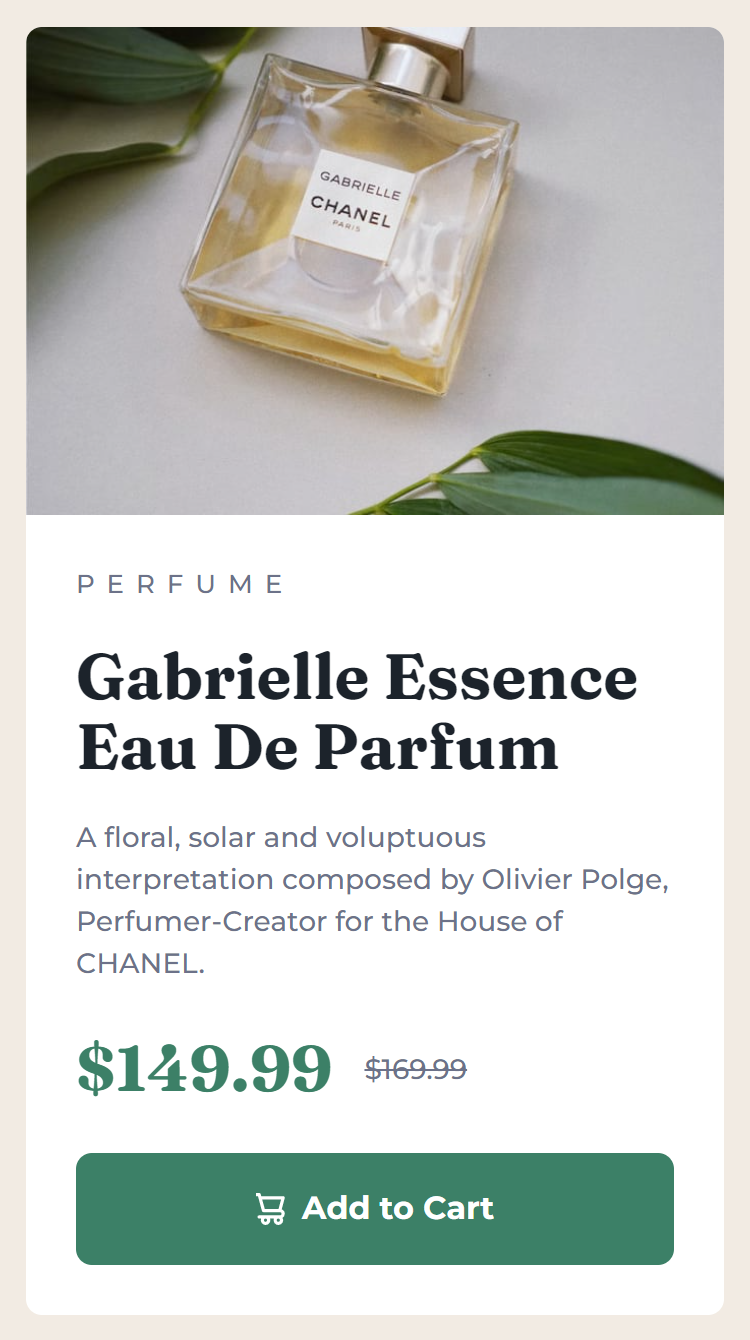 GABRIELLE
CHANEL
PARIS
PERFUME
Gabrielle Essence
Eau De Parfum
A floral, solar and voluptuous
interpretation composed by Olivier Polge,
Perfumer-Creator for the House of
CHANEL.
$149.99 $169.99
Add to Cart